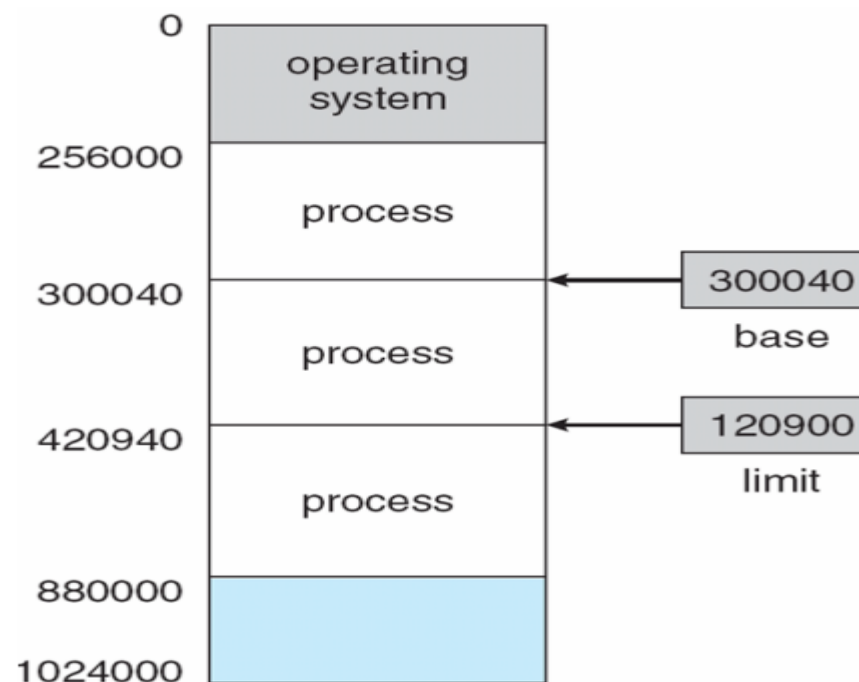 0
operating
system
256000
process
300040
300040
base
process
420940
120900
limit
process
880000
1024000